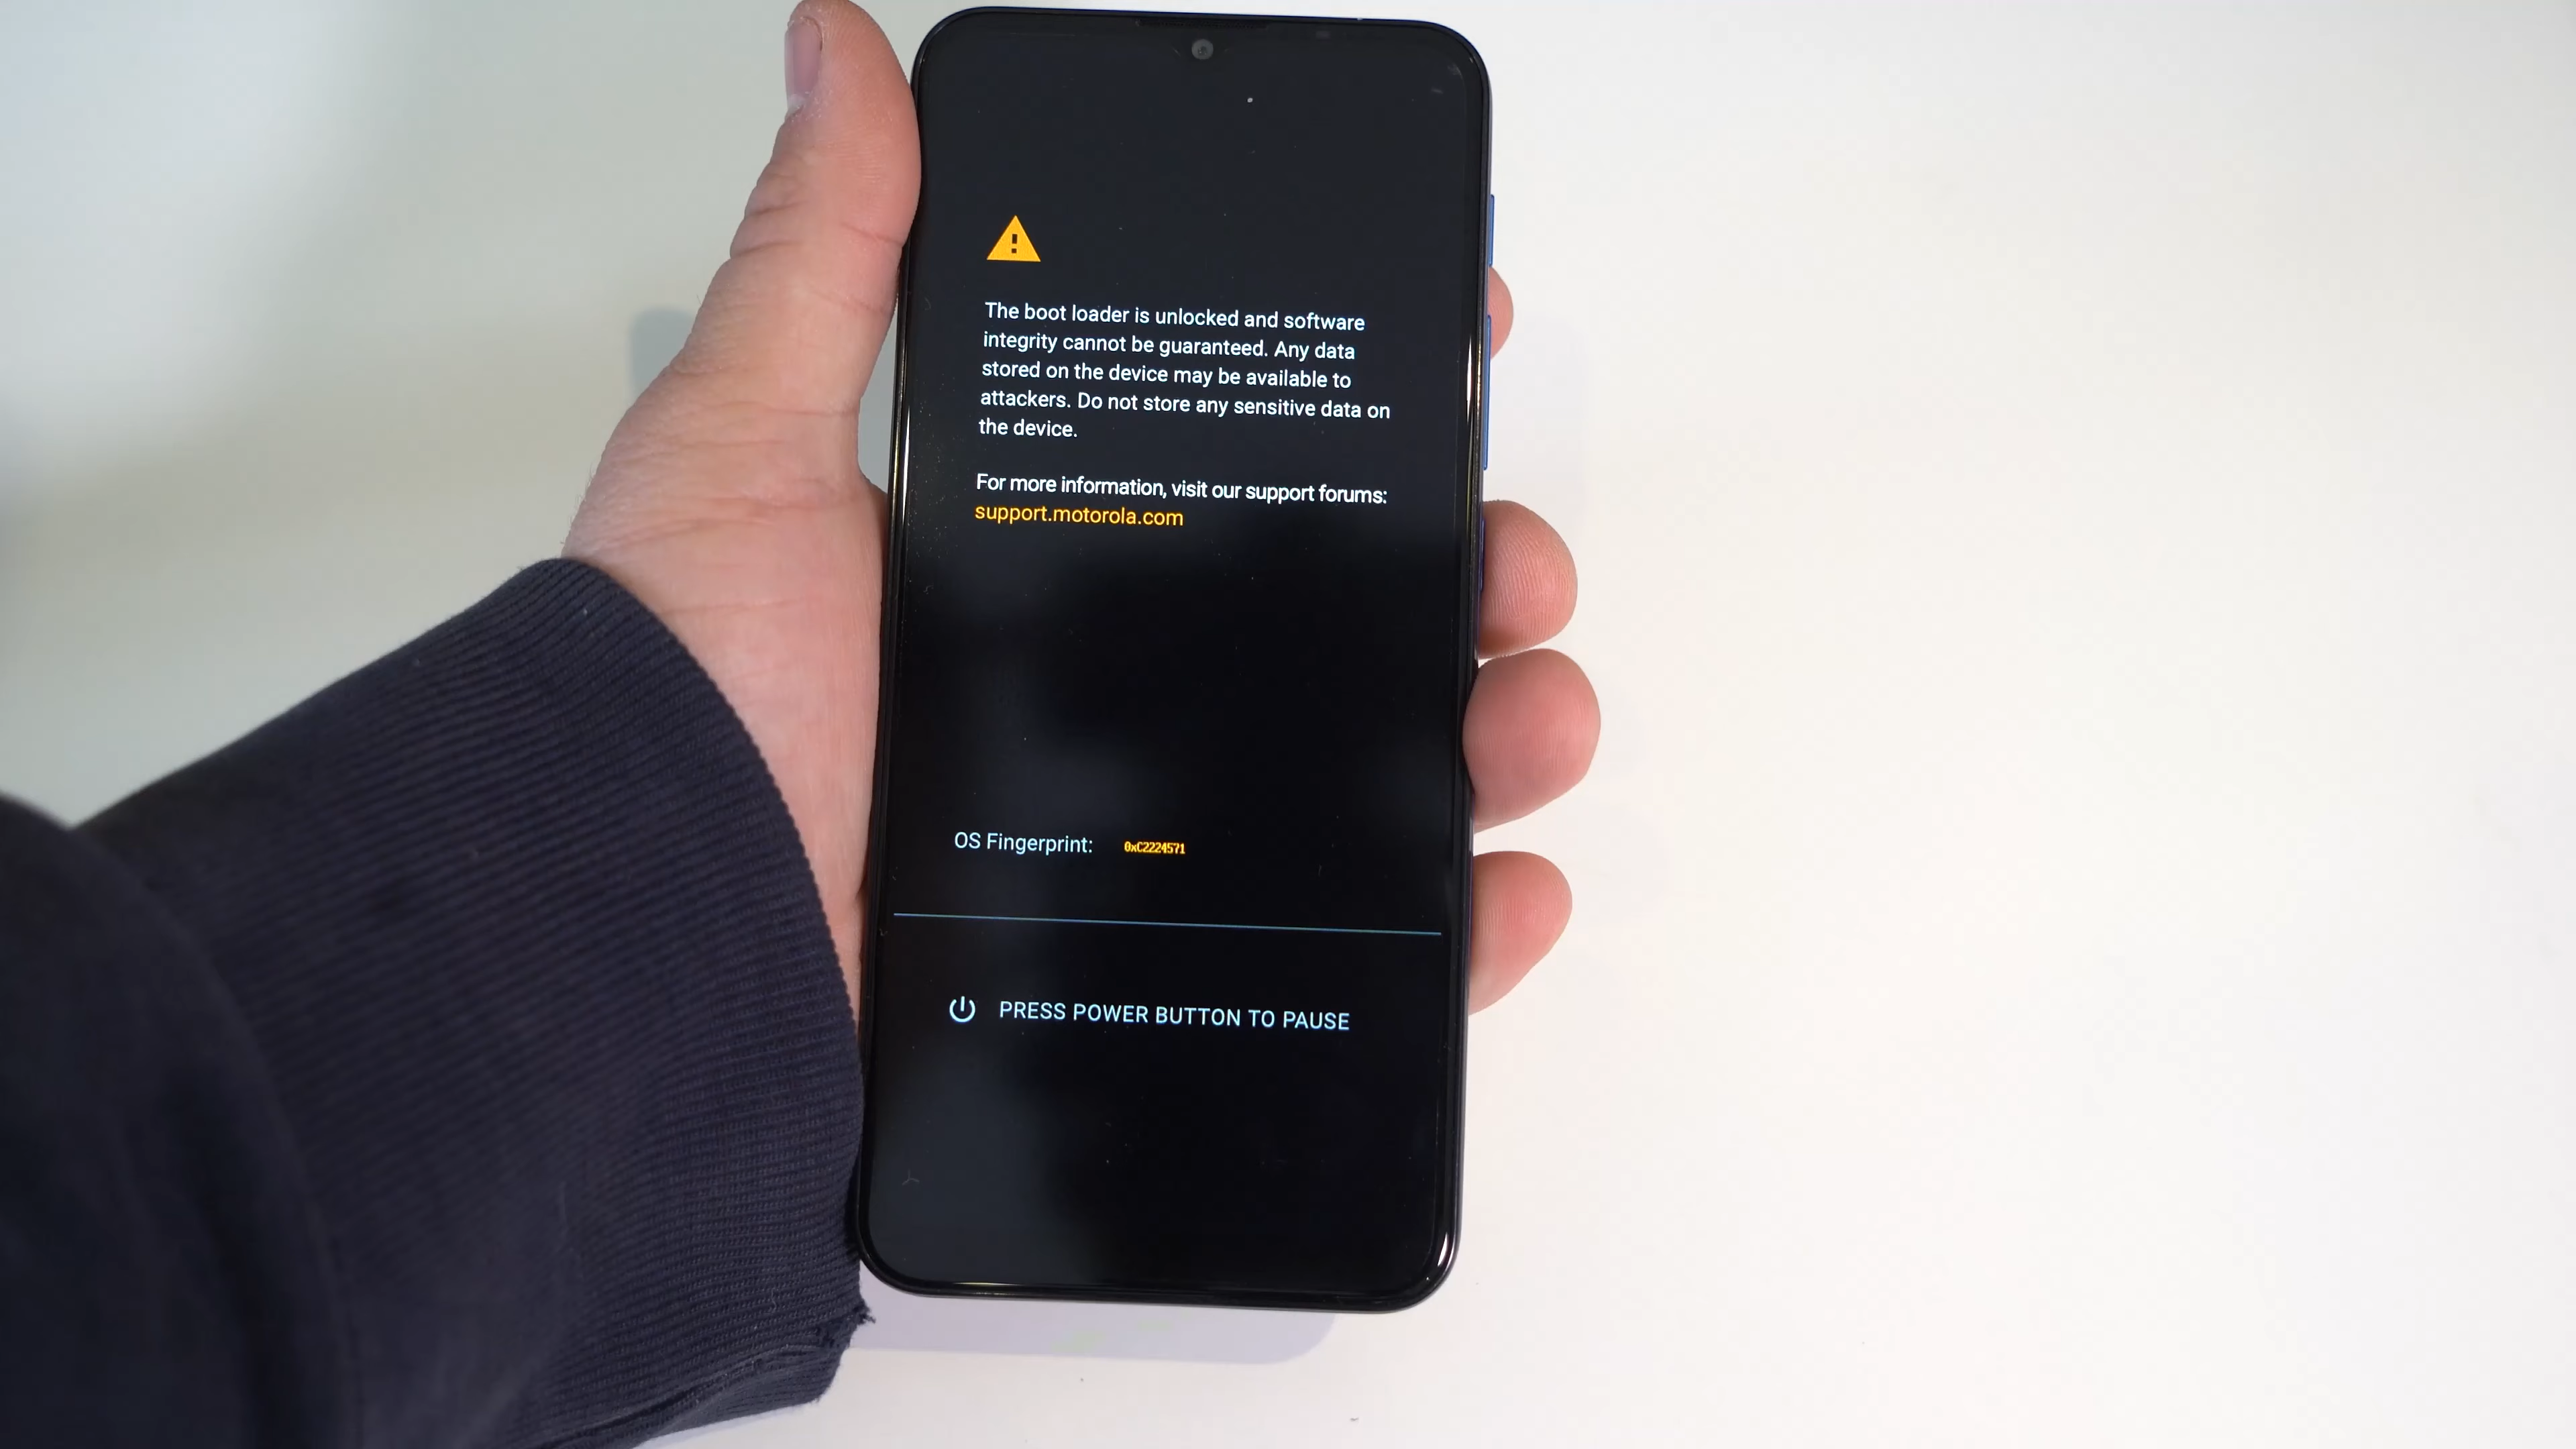 The boot loader is unlocked and software
integrity cannot be guaranteed. Any data
stored on the device may be available to
attackers. Do not store any sensitive data on
the device.
For more information, visit our support forums:
support.motorola.com
OS Fingerprint: 0xC2224571
PRESS POWER BUTTON TO PAUSE